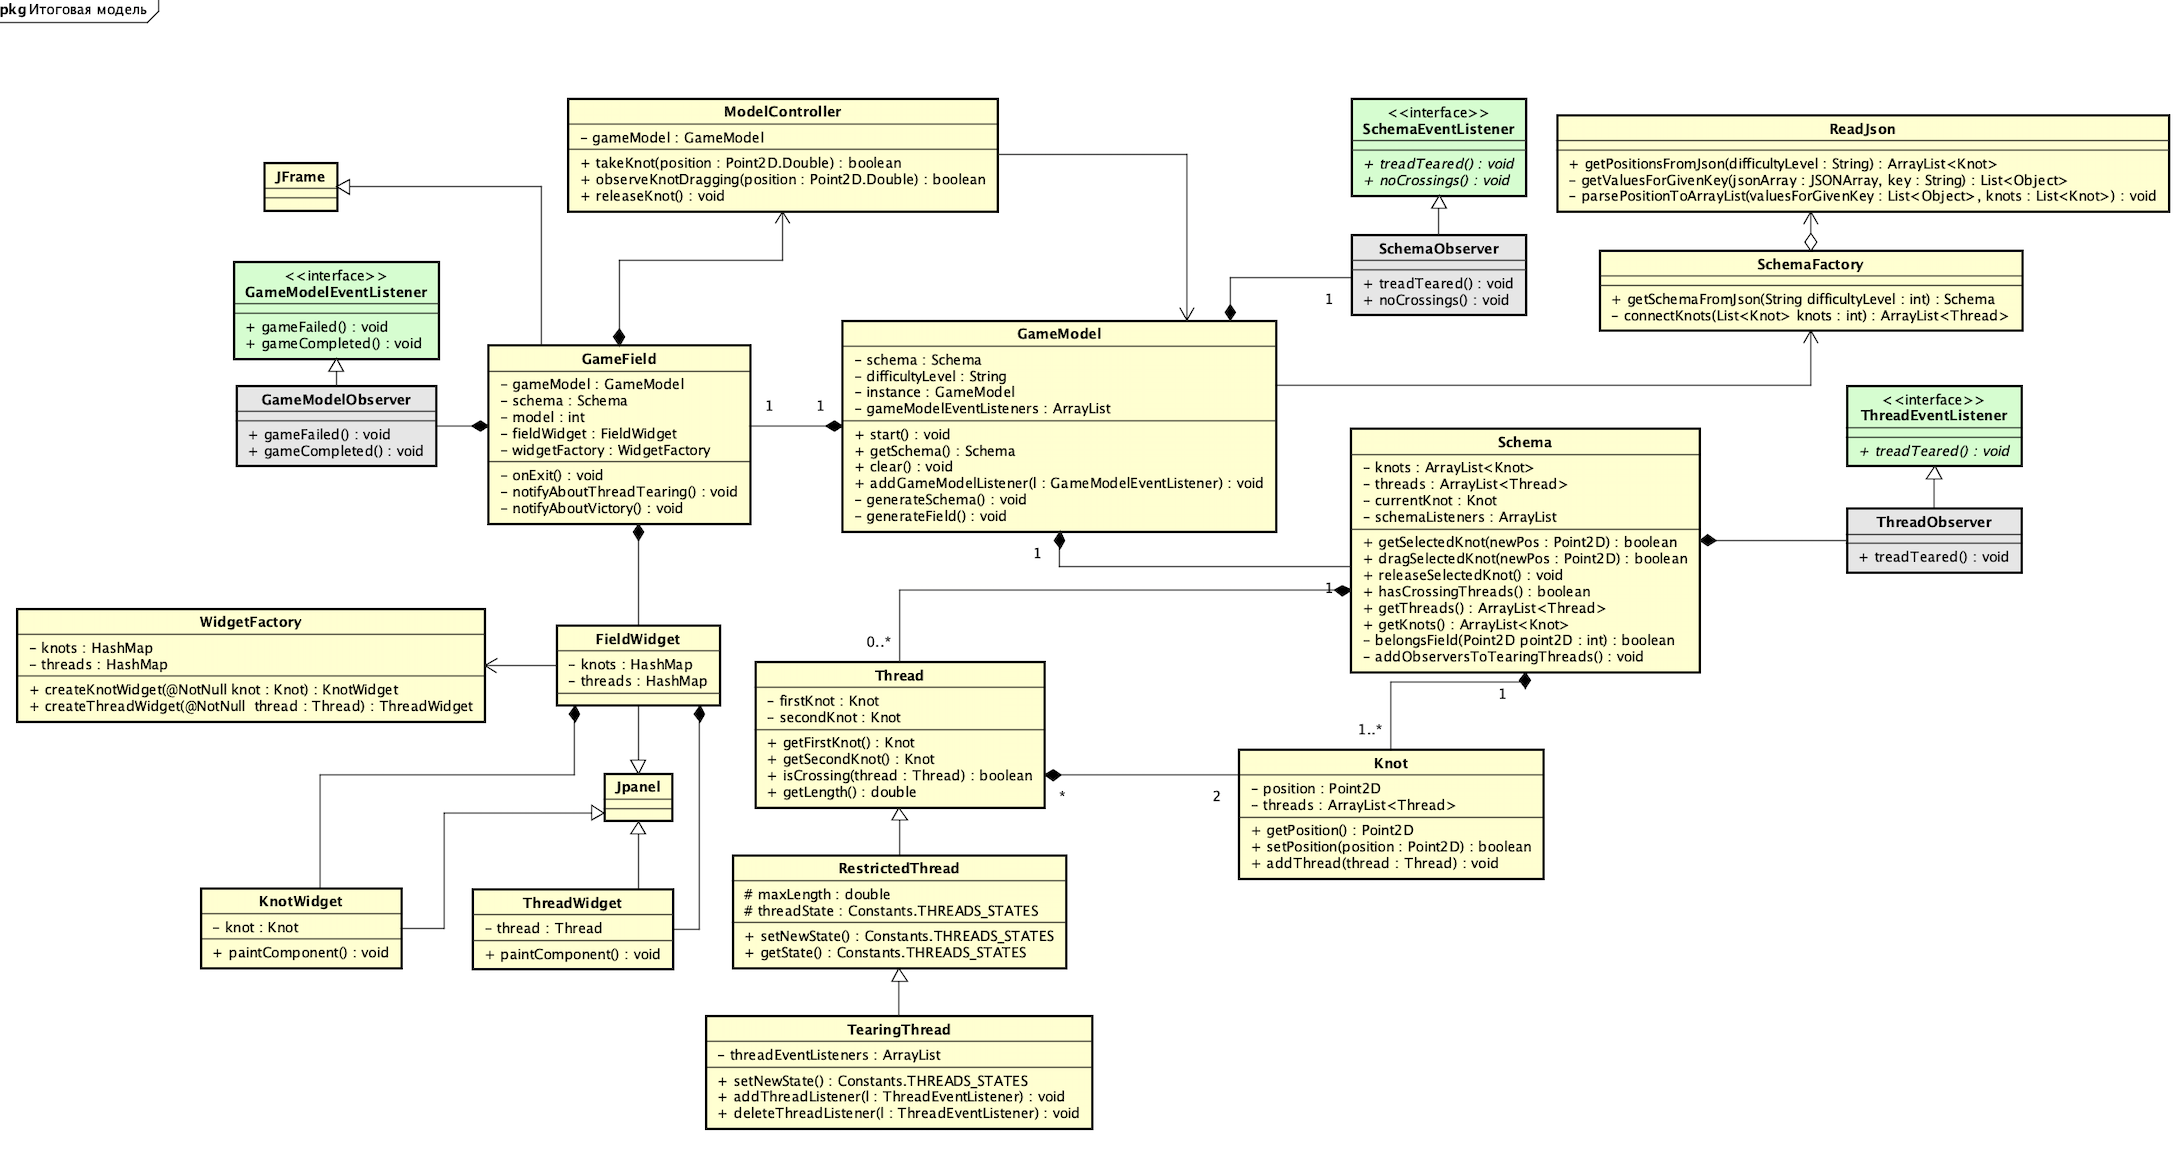 pkg Итоговая модель
ModelController
– gameModel : GameModel
+ takeKnot(position : Point2D.Double) : boolean
+ observeKnotDragging(position : Point2D.Double) : boolean
+ releaseKnot() : void
<<interface>>
SchemaEventListener
+ treadTeared() : void
+ noCrossings() : void
ReadJson
+ getPositionsFromJson(difficultyLevel : String) : ArrayList<Knot>
– getValuesForGivenKey(jsonArray : JSONArray, key : String) : List<Object>
– parsePositionToArrayList(valuesForGivenKey : List<Object>, knots : List<Knot>) : void
JFrame
SchemaObserver
+ treadTeared() : void
+ noCrossings() : void
1
SchemaFactory
+ getSchemaFromJson(String difficultyLevel : int) : Schema
– connectKnots(List<Knot> knots : int) : ArrayList<Thread>
<<interface>>
GameModelEventListener
+ gameFailed() : void
+ gameCompleted() : void
GameModelObserver
+ gameFailed() : void
+ gameCompleted() : void
GameField
– gameModel : GameModel
– schema : Schema
– model : int
– fieldWidget : FieldWidget
– widgetFactory : WidgetFactory
– onExit() : void
– notifyAboutThreadTearing() : void
– notifyAboutVictory() : void
1
1
GameModel
– schema : Schema
– difficultyLevel : String
– instance : GameModel
– gameModelEventListeners : ArrayList
+ start() : void
+ getSchema() : Schema
+ clear() : void
+ addGameModelListener(l : GameModelEventListener) : void
– generateSchema() : void
– generateField() : void
1
1
Schema
– knots : ArrayList<Knot>
– threads : ArrayList<Thread>
– currentKnot : Knot
– schemaListeners : ArrayList
+ getSelectedKnot(newPos : Point2D) : boolean
+ dragSelectedKnot(newPos : Point2D) : boolean
+ releaseSelectedKnot() : void
+ hasCrossingThreads() : boolean
+ getThreads() : ArrayList<Thread>
+ getKnots() : ArrayList<Knot>
– belongsField(Point2D point2D : int) : boolean
– addObserversToTearingThreads() : void
<<interface>>
ThreadEventListener
+ treadTeared() : void
ThreadObserver
+ treadTeared() : void
WidgetFactory
– knots : HashMap
– threads : HashMap
+ createKnotWidget(@NotNull knot : Knot) : KnotWidget
+ createThreadWidget(@NotNull  thread : Thread) : ThreadWidget
FieldWidget
– knots : HashMap
– threads : HashMap
0..*
Thread
– firstKnot : Knot
– secondKnot : Knot
+ getFirstKnot() : Knot
+ getSecondKnot() : Knot
+ isCrossing(thread : Thread) : boolean
+ getLength() : double
*
2
1
1..*
Knot
– position : Point2D
– threads : ArrayList<Thread>
+ getPosition() : Point2D
+ setPosition(position : Point2D) : boolean
+ addThread(thread : Thread) : void
Jpanel
KnotWidget
– knot : Knot
+ paintComponent() : void
ThreadWidget
– thread : Thread
+ paintComponent() : void
RestrictedThread
# maxLength : double
# threadState : Constants.THREADS_STATES
+ setNewState() : Constants.THREADS_STATES
+ getState() : Constants.THREADS_STATES
TearingThread
– threadEventListeners : ArrayList
+ setNewState() : Constants.THREADS_STATES
+ addThreadListener(l : ThreadEventListener) : void
+ deleteThreadListener(l : ThreadEventListener) : void